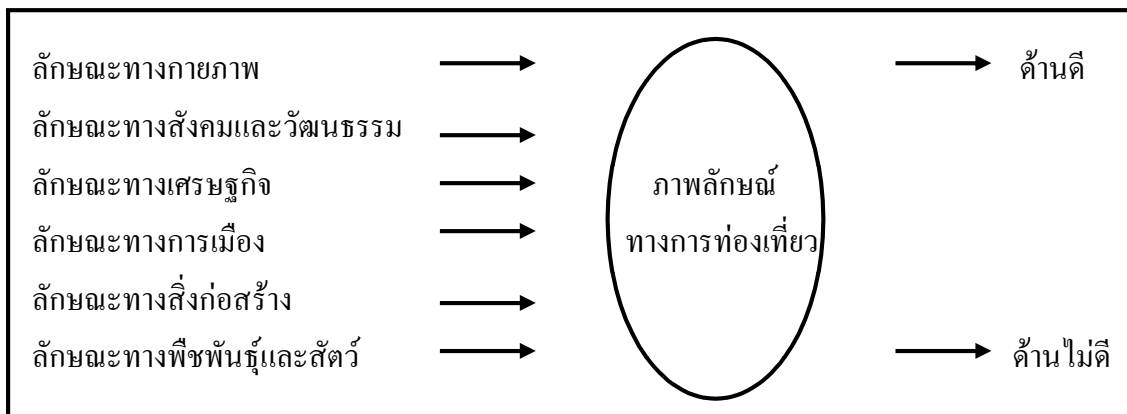 ลักษณะทางกายภาพ
ลักษณะทางสังคมและวัฒนธรรม
ลักษณะทางเศรษฐกิจ
ลักษณะทางการเมือง
ลักษณะทางสิ่งก่อสร้าง
ลักษณะทางพืชพันธุ์และสัตว์
ภาพลักษณ์
ทางการท่องเที่ยว
ด้านดี
ด้านไม่ดี